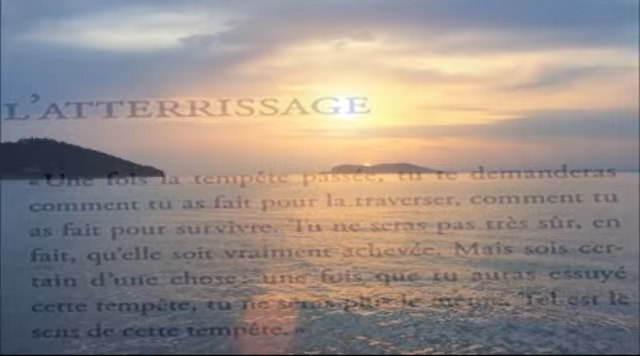 L'ATTERRISSAGE
«Une fois la tempête passée, tu te demanderas
comment tu as fait pour la traverser, comment tu
as fait pour survivre. Tu ne seras pas très sûr, en
fait, qu'elle soit vraiment achevée. Mais sois cer-
tain d'une chose : une fois que tu auras essuyé
cette tempête, tu ne seras plus le même. Tel est le
sens de cette tempête.»